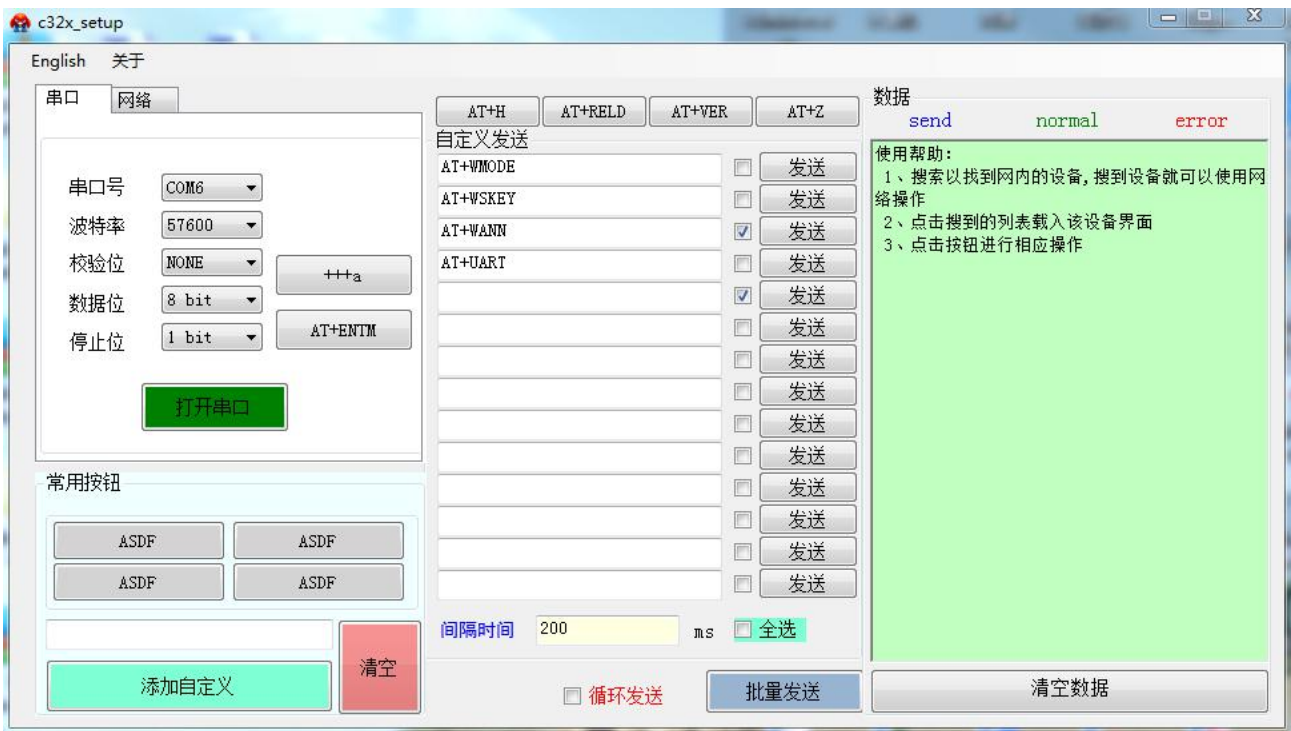 c32x_setup
English 关于
串口 网络
串口号 COM6
波特率 57600
校验位 NONE
数据位 8 bit
停止位 1 bit
+++a
AT+ENTM
打开串口
常用按钮
ASDF ASDF
ASDF ASDF
添加自定义
清空
AT+H AT+RELD AT+VER AT+Z
自定义发送
AT+WMODE 发送
AT+WSKEY 发送
AT+WANN 发送
AT+UART 发送
发送
发送
发送
发送
发送
发送
发送
发送
发送
发送
间隔时间 200 ms 全选
循环发送 批量发送
数据
send normal error
使用帮助:
1、搜索以找到网内的设备,搜到设备就可以使用网
络操作
2、点击搜到的列表载入该设备界面
3、点击按钮进行相应操作
清空数据